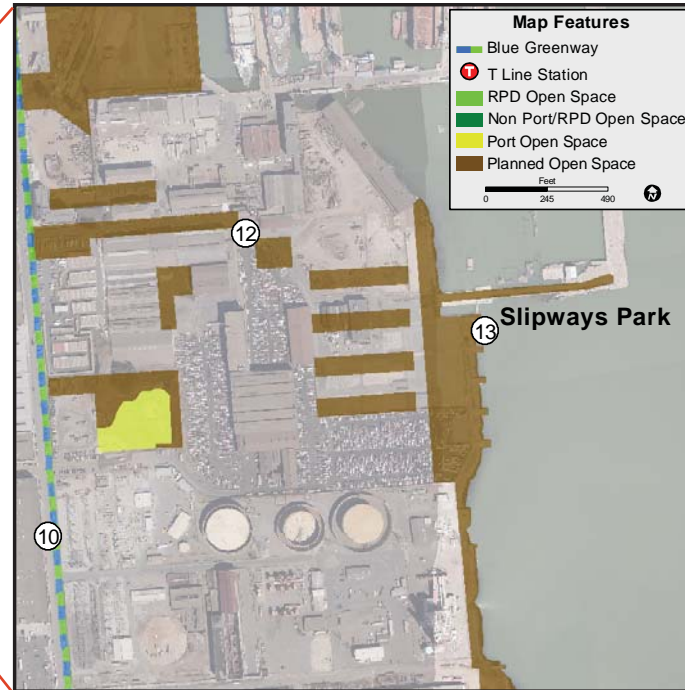 Map Features
Blue Greenway
T
T Line Station
RPD Open Space
Non Port/RPD Open Space
Port Open Space
Planned Open Space
Feet
0 245 490
N
12
13
Slipways Park
10